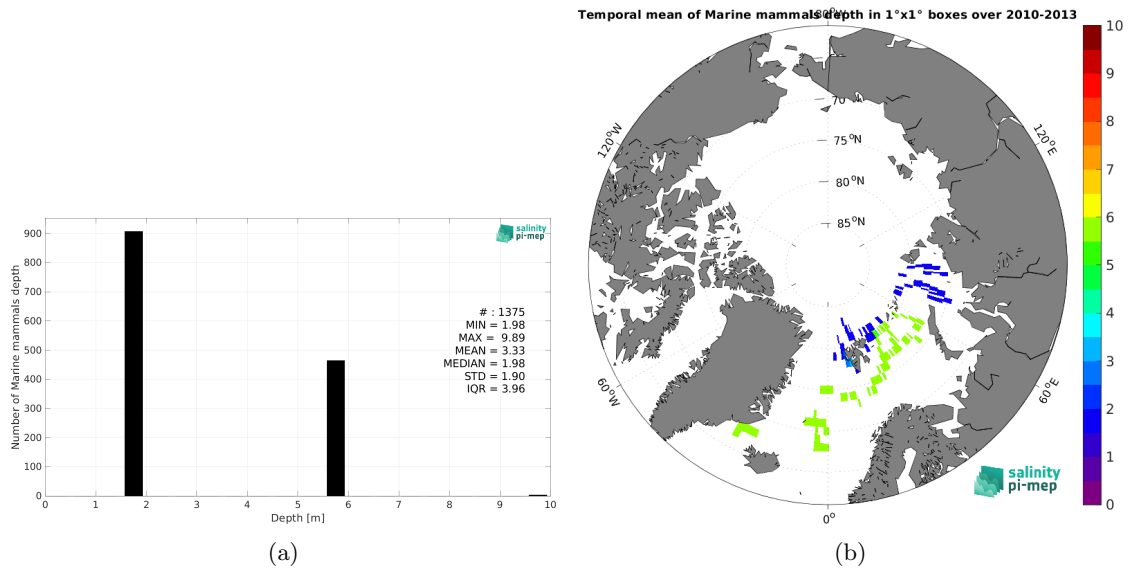 Temporal mean of Marine mammals depth in 1°x1° boxes over 2010-2013
180°W
10
9
8
7
6
5
4
3
2
1
0
70
75°N
80°N
85°N
120°W
120°E
60°W
60°E
0°
salinity
pi-mep
900
800
700
600
500
400
300
200
100
0
Number of Marine mammals depth
salinity
pi-mep
# : 1375
MIN = 1.98
MAX = 9.89
MEAN = 3.33
MEDIAN = 1.98
STD = 1.90
IQR = 3.96
0 1 2 3 4 5 6 7 8 9 10
Depth [m]
(a)
(b)